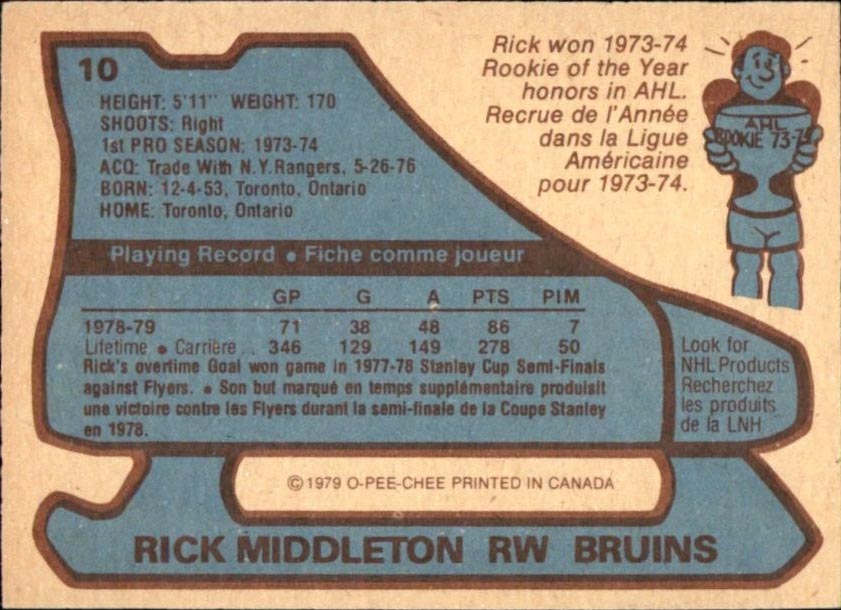 10
HEIGHT: 5'11" WEIGHT: 170
SHOOTS: Right
1st PRO SEASON: 1973-74
ACQ: Trade With N.Y. Rangers, 5-26-76
BORN: 12-4-53, Toronto, Ontario
HOME: Toronto, Ontario
Rick won 1973-74
Rookie of the Year
honors in AHL.
Recrue de l'Année
dans la Ligue
Américaine
pour 1973-74.
AHL
ROOKIE 73-74
Playing Record • Fiche comme joueur
GP G A PTS PIM
1978-79 71 38 48 86 7
Lifetime • Carrière . . 346 129 149 278 50
Rick's overtime Goal won game in 1977-78 Stanley Cup Semi-Finals
against Flyers. • Son but marqué en temps supplémentaire produisit
une victoire contre les Flyers durant la semi-finale de la Coupe Stanley
en 1978.
Look for
NHL Products
Recherchez
les produits
de la LNH
© 1979 O-PEE-CHEE PRINTED IN CANADA
RICK MIDDLETON RW BRUINS